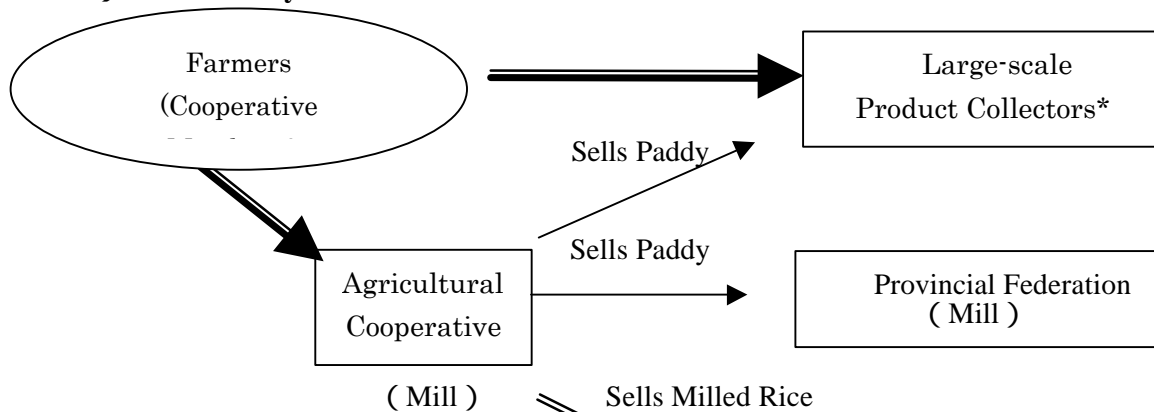 Farmers
(Cooperative
Large-scale
Product Collectors*
Sells Paddy
Sells Paddy
Agricultural
Cooperative
Provincial Federation
( Mill )
( Mill )
Sells Milled Rice